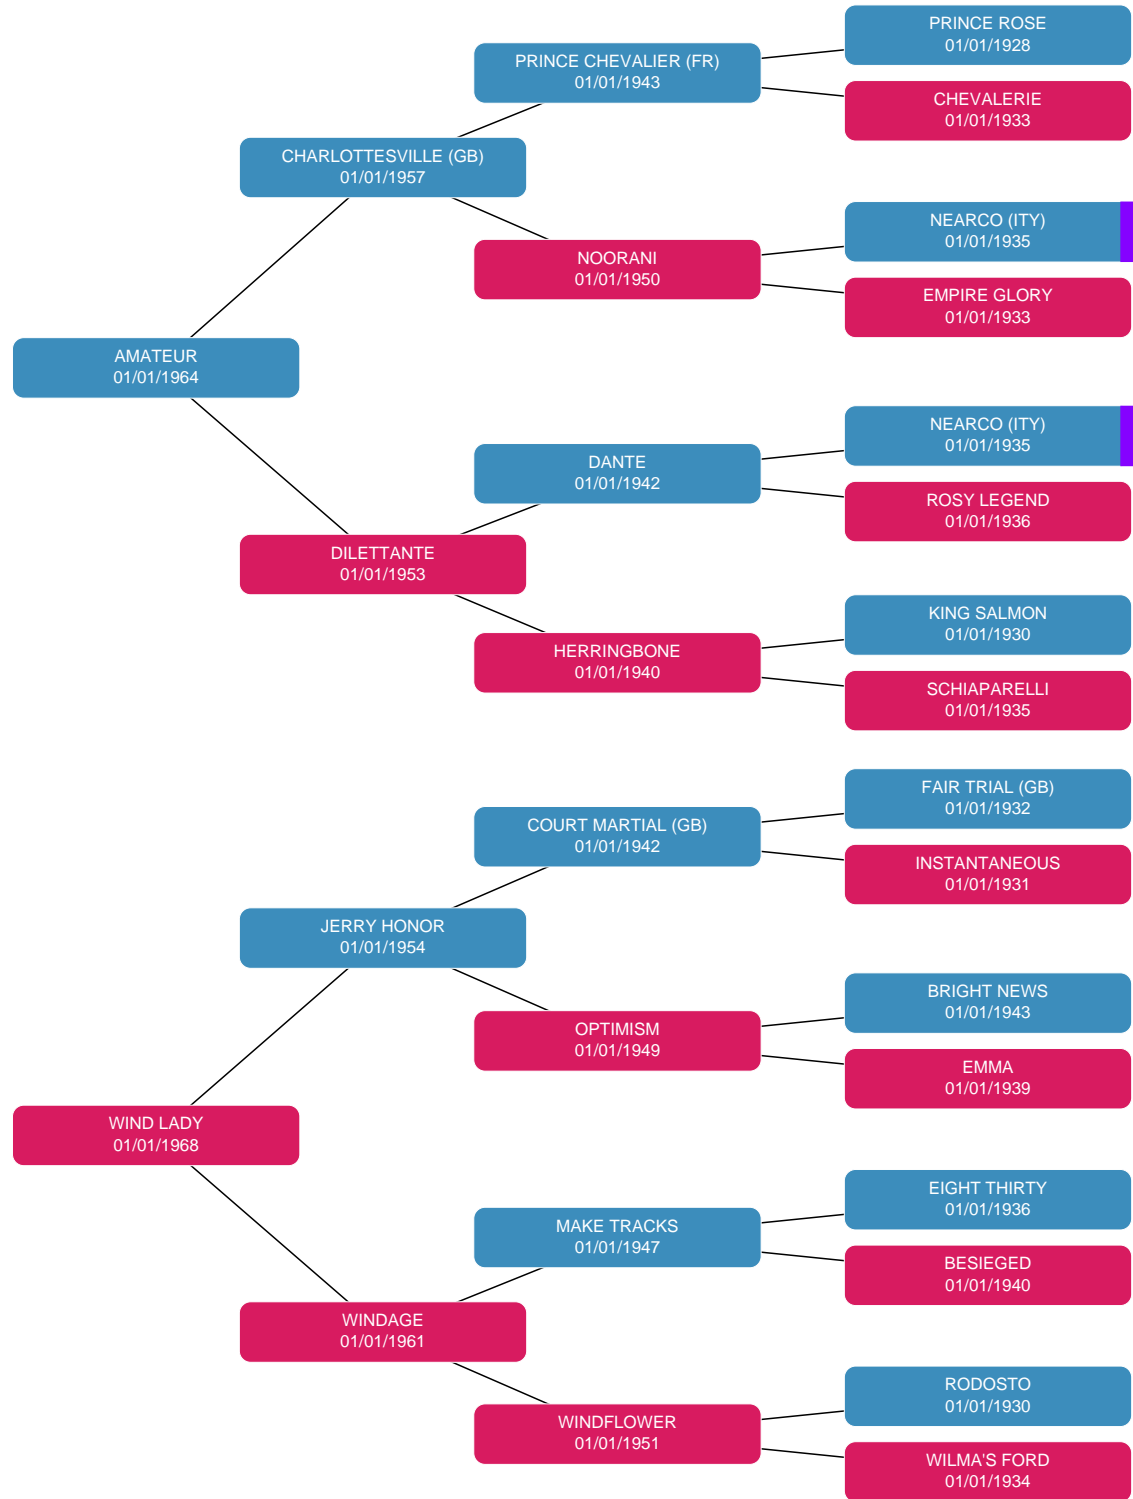 PRINCE ROSE
01/01/1928
PRINCE CHEVALIER (FR)
01/01/1943
CHEVALERIE
01/01/1933
CHARLOTTESVILLE (GB)
01/01/1957
NEARCO (ITY)
01/01/1935
NOORANI
01/01/1950
EMPIRE GLORY
01/01/1933
AMATEUR
01/01/1964
NEARCO (ITY)
01/01/1935
DANTE
01/01/1942
ROSY LEGEND
01/01/1936
DILETTANTE
01/01/1953
KING SALMON
01/01/1930
HERRINGBONE
01/01/1940
SCHIAPARELLI
01/01/1935
FAIR TRIAL (GB)
01/01/1932
COURT MARTIAL (GB)
01/01/1942
INSTANTANEOUS
01/01/1931
JERRY HONOR
01/01/1954
BRIGHT NEWS
01/01/1943
OPTIMISM
01/01/1949
EMMA
01/01/1939
WIND LADY
01/01/1968
EIGHT THIRTY
01/01/1936
MAKE TRACKS
01/01/1947
BESIEGED
01/01/1940
WINDAGE
01/01/1961
RODOSTO
01/01/1930
WINDFLOWER
01/01/1951
WILMA'S FORD
01/01/1934